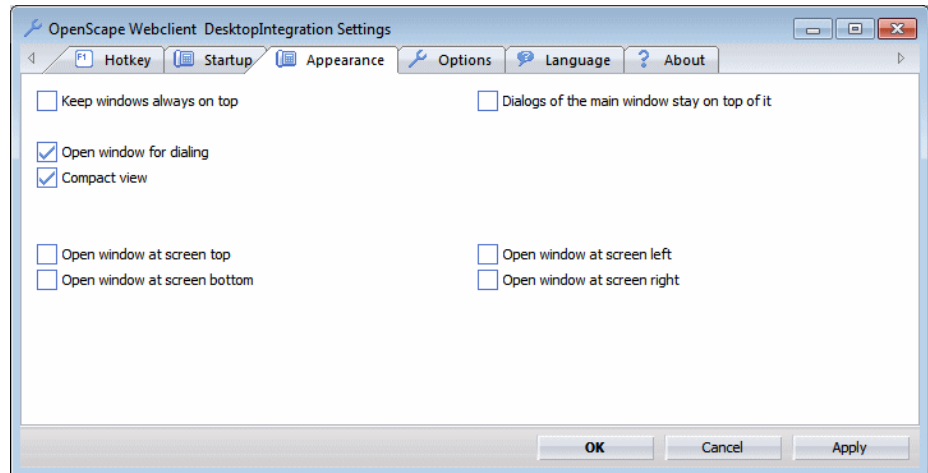 OpenScape Webclient DesktopIntegration Settings
F1 Hotkey Startup Appearance Options Language ? About
Keep windows always on top Dialogs of the main window stay on top of it
Open window for dialing
Compact view
Open window at screen top Open window at screen left
Open window at screen bottom Open window at screen right
OK Cancel Apply